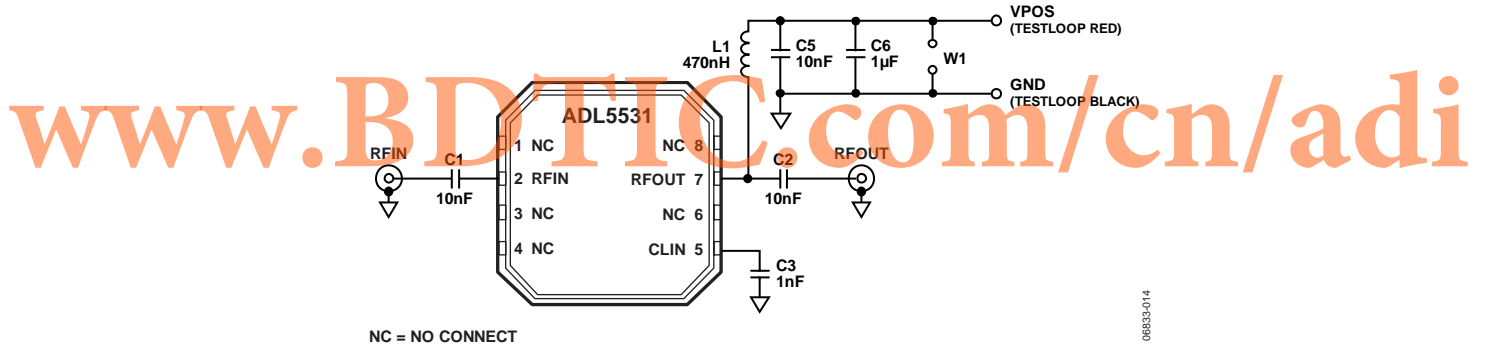 VPOS
(TESTLOOP RED)
L1
470nH
C5
10nF
C6
1µF
W1
GND
(TESTLOOP BLACK)
www.BDTIC.com/cn/adi
ADL5531
RFIN
C1
10nF
1 NC
2 RFIN
3 NC
4 NC
NC 8
RFOUT 7
NC 6
CLIN 5
C2
10nF
RFOUT
C3
1nF
NC = NO CONNECT
06833-014